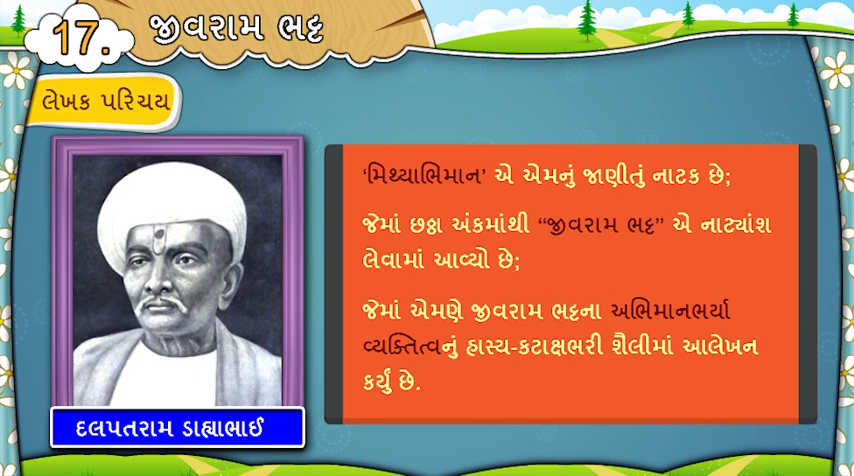 17. જીવરામ ભટ્ટ
લેખક પરિચય
‘મિથ્યાભિમાન’ એ એમનું જાણીતું નાટક છે;
જેમાં છઠ્ઠા અંકમાંથી “જીવરામ ભટ્ટ” એ નાટ્યાંશ
લેવામાં આવ્યો છે;
જેમાં એમણે જીવરામ ભટ્ટના અભિમાનભર્યા
વ્યક્તિત્વનું હાસ્ય-કટાક્ષભરી શૈલીમાં આલેખન
કર્યું છે.
દલપતરામ ડાહ્યાભાઈ